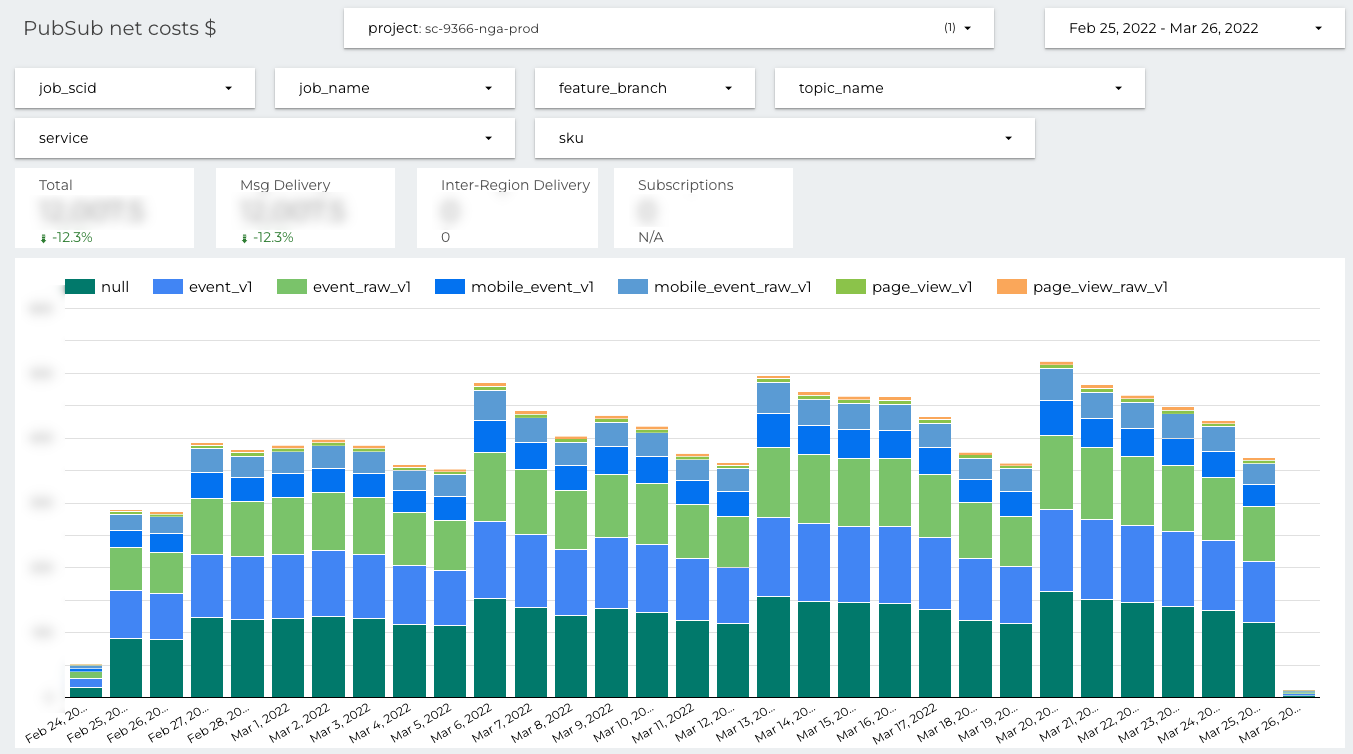 PubSub net costs $
project: sc-9366-nga-prod (1)
Feb 25, 2022 - Mar 26, 2022
job_scid
job_name
feature_branch
topic_name
service
sku
Total
-12.3%
Msg Delivery
-12.3%
Inter-Region Delivery
0
Subscriptions
N/A
null event_v1 event_raw_v1 mobile_event_v1 mobile_event_raw_v1 page_view_v1 page_view_raw_v1
Feb 24, 20...
Feb 25, 20...
Feb 26, 20...
Feb 27, 20...
Feb 28, 20...
Mar 1, 2022
Mar 2, 2022
Mar 3, 2022
Mar 4, 2022
Mar 5, 2022
Mar 6, 2022
Mar 7, 2022
Mar 8, 2022
Mar 9, 2022
Mar 10, 20...
Mar 11, 2022
Mar 12, 20...
Mar 13, 20...
Mar 14, 20...
Mar 15, 20...
Mar 16, 20...
Mar 17, 2022
Mar 18, 20...
Mar 19, 20...
Mar 20, 20...
Mar 21, 20...
Mar 22, 20...
Mar 23, 20...
Mar 24, 20...
Mar 25, 20...
Mar 26, 20...